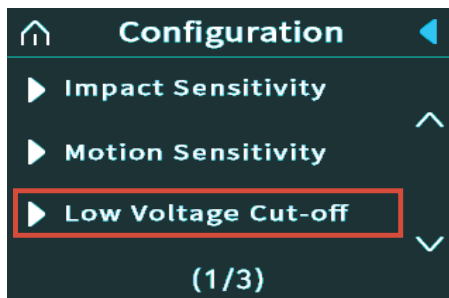 Configuration
Impact Sensitivity
Motion Sensitivity
Low Voltage Cut-off
(1/3)